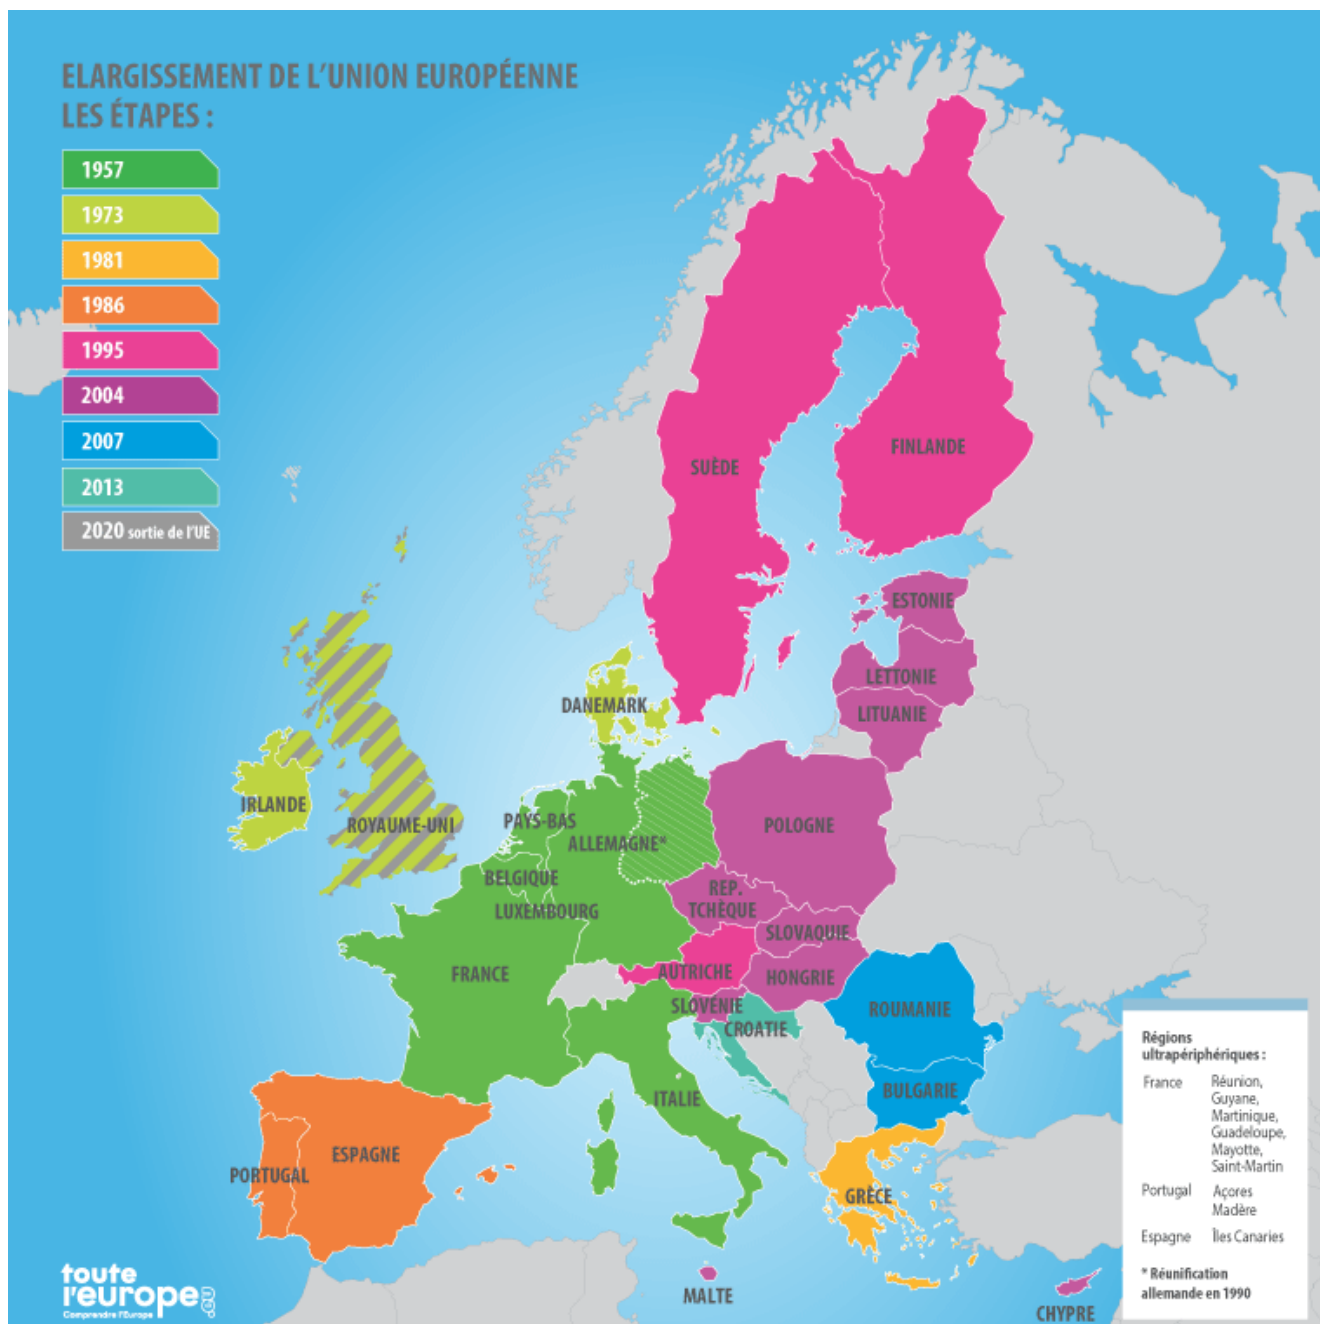 ELARGISSEMENT DE L'UNION EUROPÉENNE
LES ÉTAPES :
1957
1973
1981
1986
1995
2004
2007
2013
2020 sortie de l'UE
SUÈDE
FINLANDE
ESTONIE
LETTONIE
LITUANIE
DANEMARK
IRLANDE
ROYAUME-UNI
PAYS-BAS
ALLEMAGNE*
POLOGNE
BELGIQUE
LUXEMBOURG
REP.
TCHÈQUE
SLOVAQUIE
FRANCE
AUTRICHE
HONGRIE
SLOVÉNIE
CROATIE
ROUMANIE
BULGARIE
ITALIE
ESPAGNE
PORTUGAL
GRÈCE
MALTE
CHYPRE
Régions
ultrapériphériques :
France Réunion,
Guyane,
Martinique,
Guadeloupe,
Mayotte,
Saint-Martin
Portugal Açores
Madère
Espagne Îles Canaries
* Réunification
allemande en 1990
toute
l'europe.eu
Comprendre l'Europe